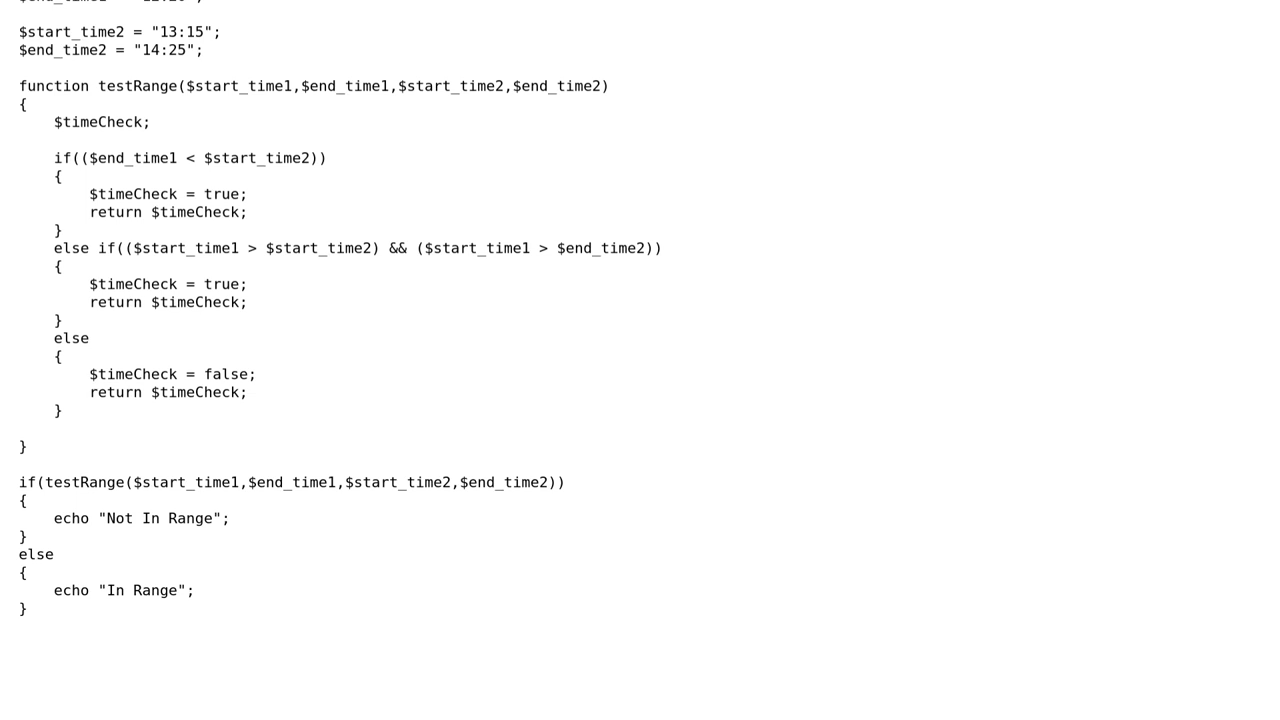 $start_time2 = "13:15";
$end_time2 = "14:25";
function testRange($start_time1,$end_time1,$start_time2,$end_time2)
{
    $timeCheck;
    if(($end_time1 < $start_time2))
    {
        $timeCheck = true;
        return $timeCheck;
    }
    else if(($start_time1 > $start_time2) && ($start_time1 > $end_time2))
    {
        $timeCheck = true;
        return $timeCheck;
    }
    else
    {
        $timeCheck = false;
        return $timeCheck;
    }
}
if(testRange($start_time1,$end_time1,$start_time2,$end_time2))
{
    echo "Not In Range";
}
else
{
    echo "In Range";
}